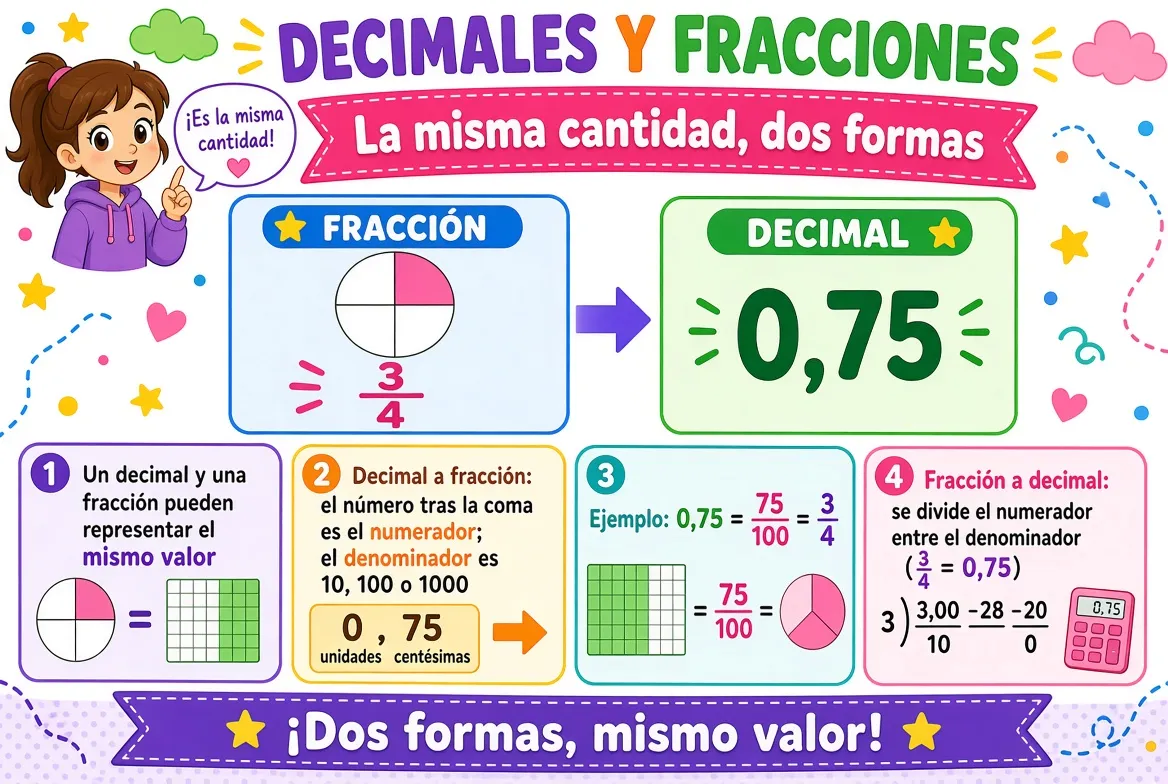 DECIMALES Y FRACCIONES
¡Es la misma
cantidad!
La misma cantidad, dos formas
FRACCIÓN
3/4
DECIMAL
0,75
1
Un decimal y una
fracción pueden
representar el
mismo valor
=
2
Decimal a fracción:
el número tras la coma
es el numerador;
el denominador es
10, 100 o 1000
0 , 75
unidades centésimas
3
Ejemplo: 0,75 = 75/100 = 3/4
= 75/100 =
4
Fracción a decimal:
se divide el numerador
entre el denominador
(3/4 = 0,75)
3 ) 3,00 -28 -20
10 0
0,75
¡Dos formas, mismo valor!